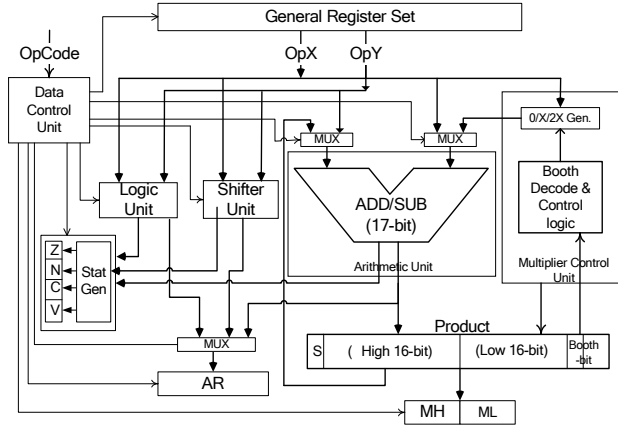 General Register Set
OpCode
OpX
OpY
Data
Control
Unit
MUX
MUX
0/X/2X Gen.
Logic
Unit
Shifter
Unit
ADD/SUB
(17-bit)
Booth
Decode &
Control
logic
Arithmetic Unit
Multiplier Control
Unit
Z
N
C
V
Stat
Gen
MUX
AR
Product
S
( High 16-bit)
(Low 16-bit)
Booth
-bit
MH
ML